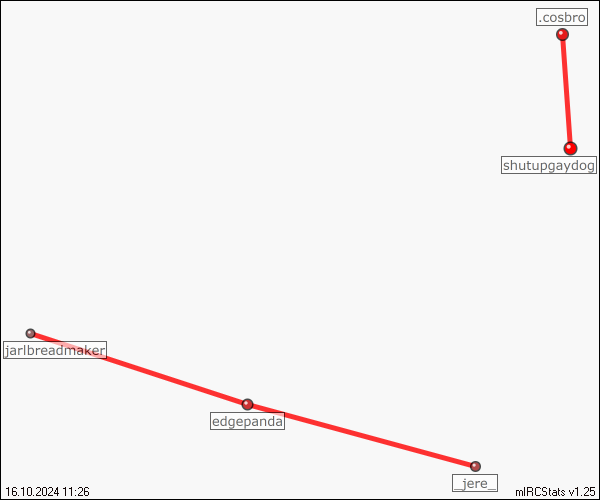 .cosbro
shutupgaydog
jarlbreadmaker
edgepanda
_jere_
16.10.2024 11:26
mIRCStats v1.25